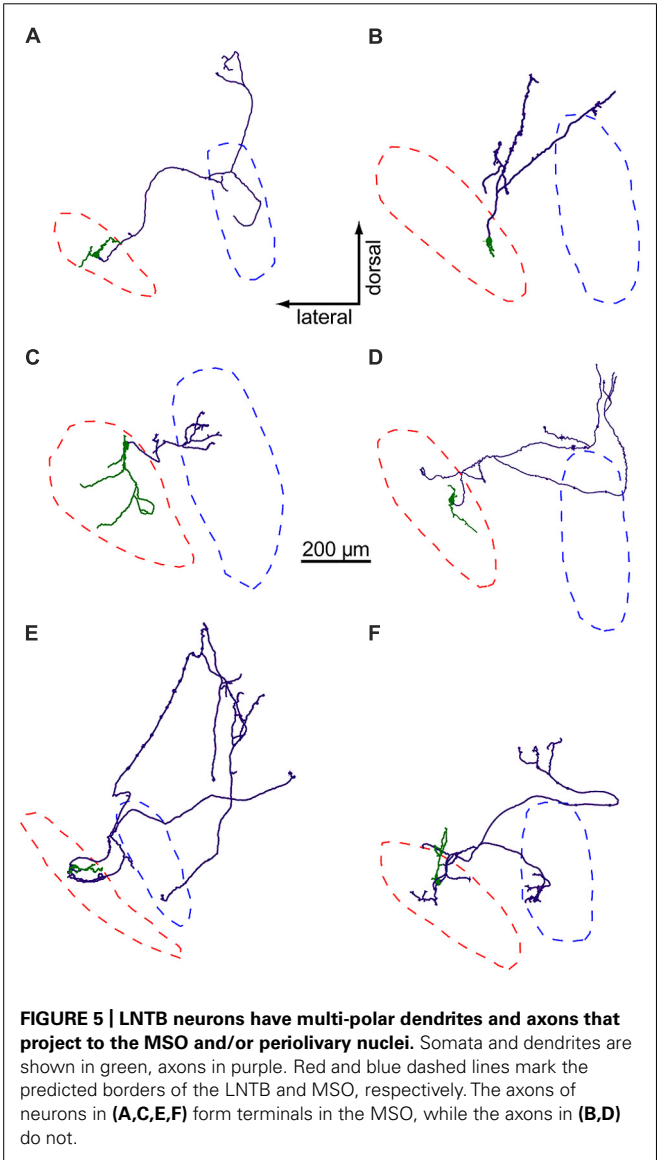 A
B
dorsal
lateral
C
D
200 µm
E
F
FIGURE 5 | LNTB neurons have multi-polar dendrites and axons that
project to the MSO and/or periolivary nuclei. Somata and dendrites are
shown in green, axons in purple. Red and blue dashed lines mark the
predicted borders of the LNTB and MSO, respectively. The axons of
neurons in (A,C,E,F) form terminals in the MSO, while the axons in (B,D)
do not.